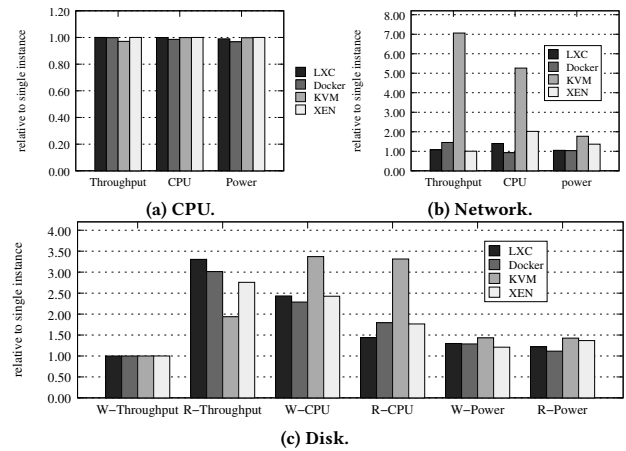 relative to single instance
1.20
1.00
0.80
0.60
0.40
0.20
0.00
Throughput CPU Power
LXC
Docker
KVM
XEN
(a) CPU.
relative to single instance
8.00
7.00
6.00
5.00
4.00
3.00
2.00
1.00
0.00
Throughput CPU power
LXC
Docker
KVM
XEN
(b) Network.
relative to single instance
4.00
3.50
3.00
2.50
2.00
1.50
1.00
0.50
0.00
W−Throughput R−Throughput W−CPU R−CPU W−Power R−Power
LXC
Docker
KVM
XEN
(c) Disk.